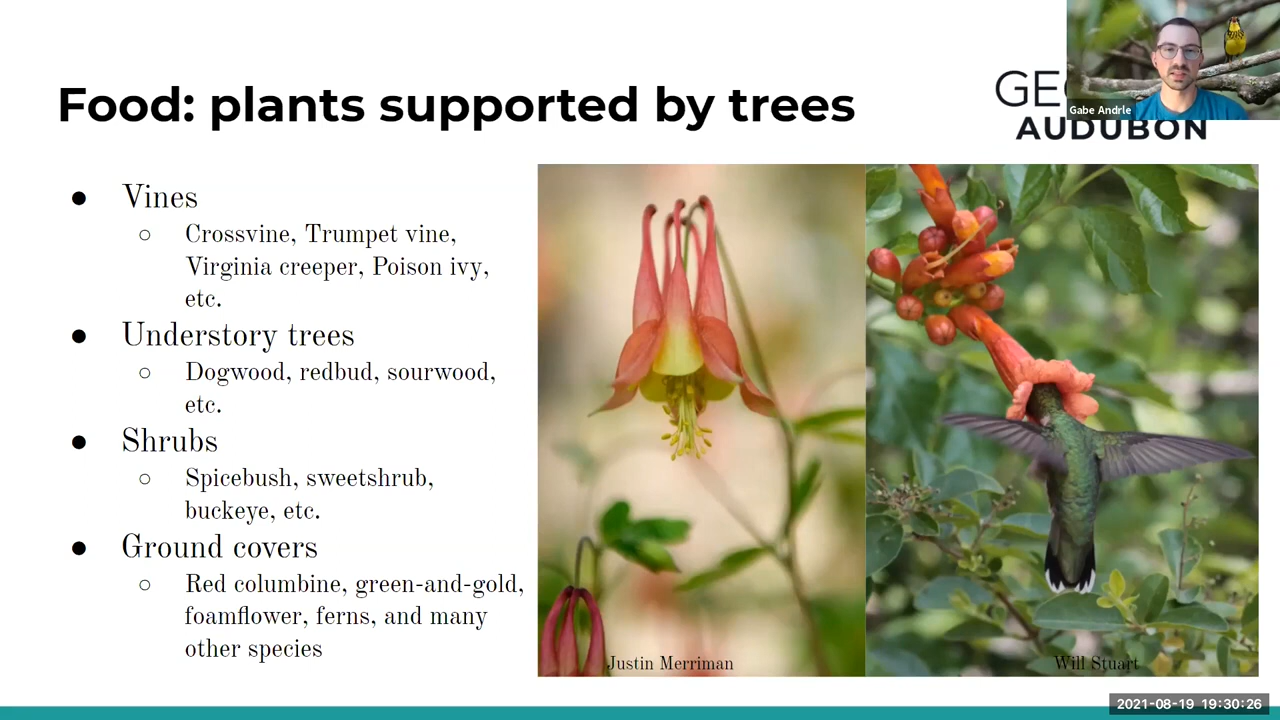 Food: plants supported by trees
GE
AUDUBON
Gabe Andrle
● Vines
○ Crossvine, Trumpet vine,
Virginia creeper, Poison ivy,
etc.
● Understory trees
○ Dogwood, redbud, sourwood,
etc.
● Shrubs
○ Spicebush, sweetshrub,
buckeye, etc.
● Ground covers
○ Red columbine, green-and-gold,
foamflower, ferns, and many
other species
Justin Merriman
Will Stuart
2021-08-19 19:30:26